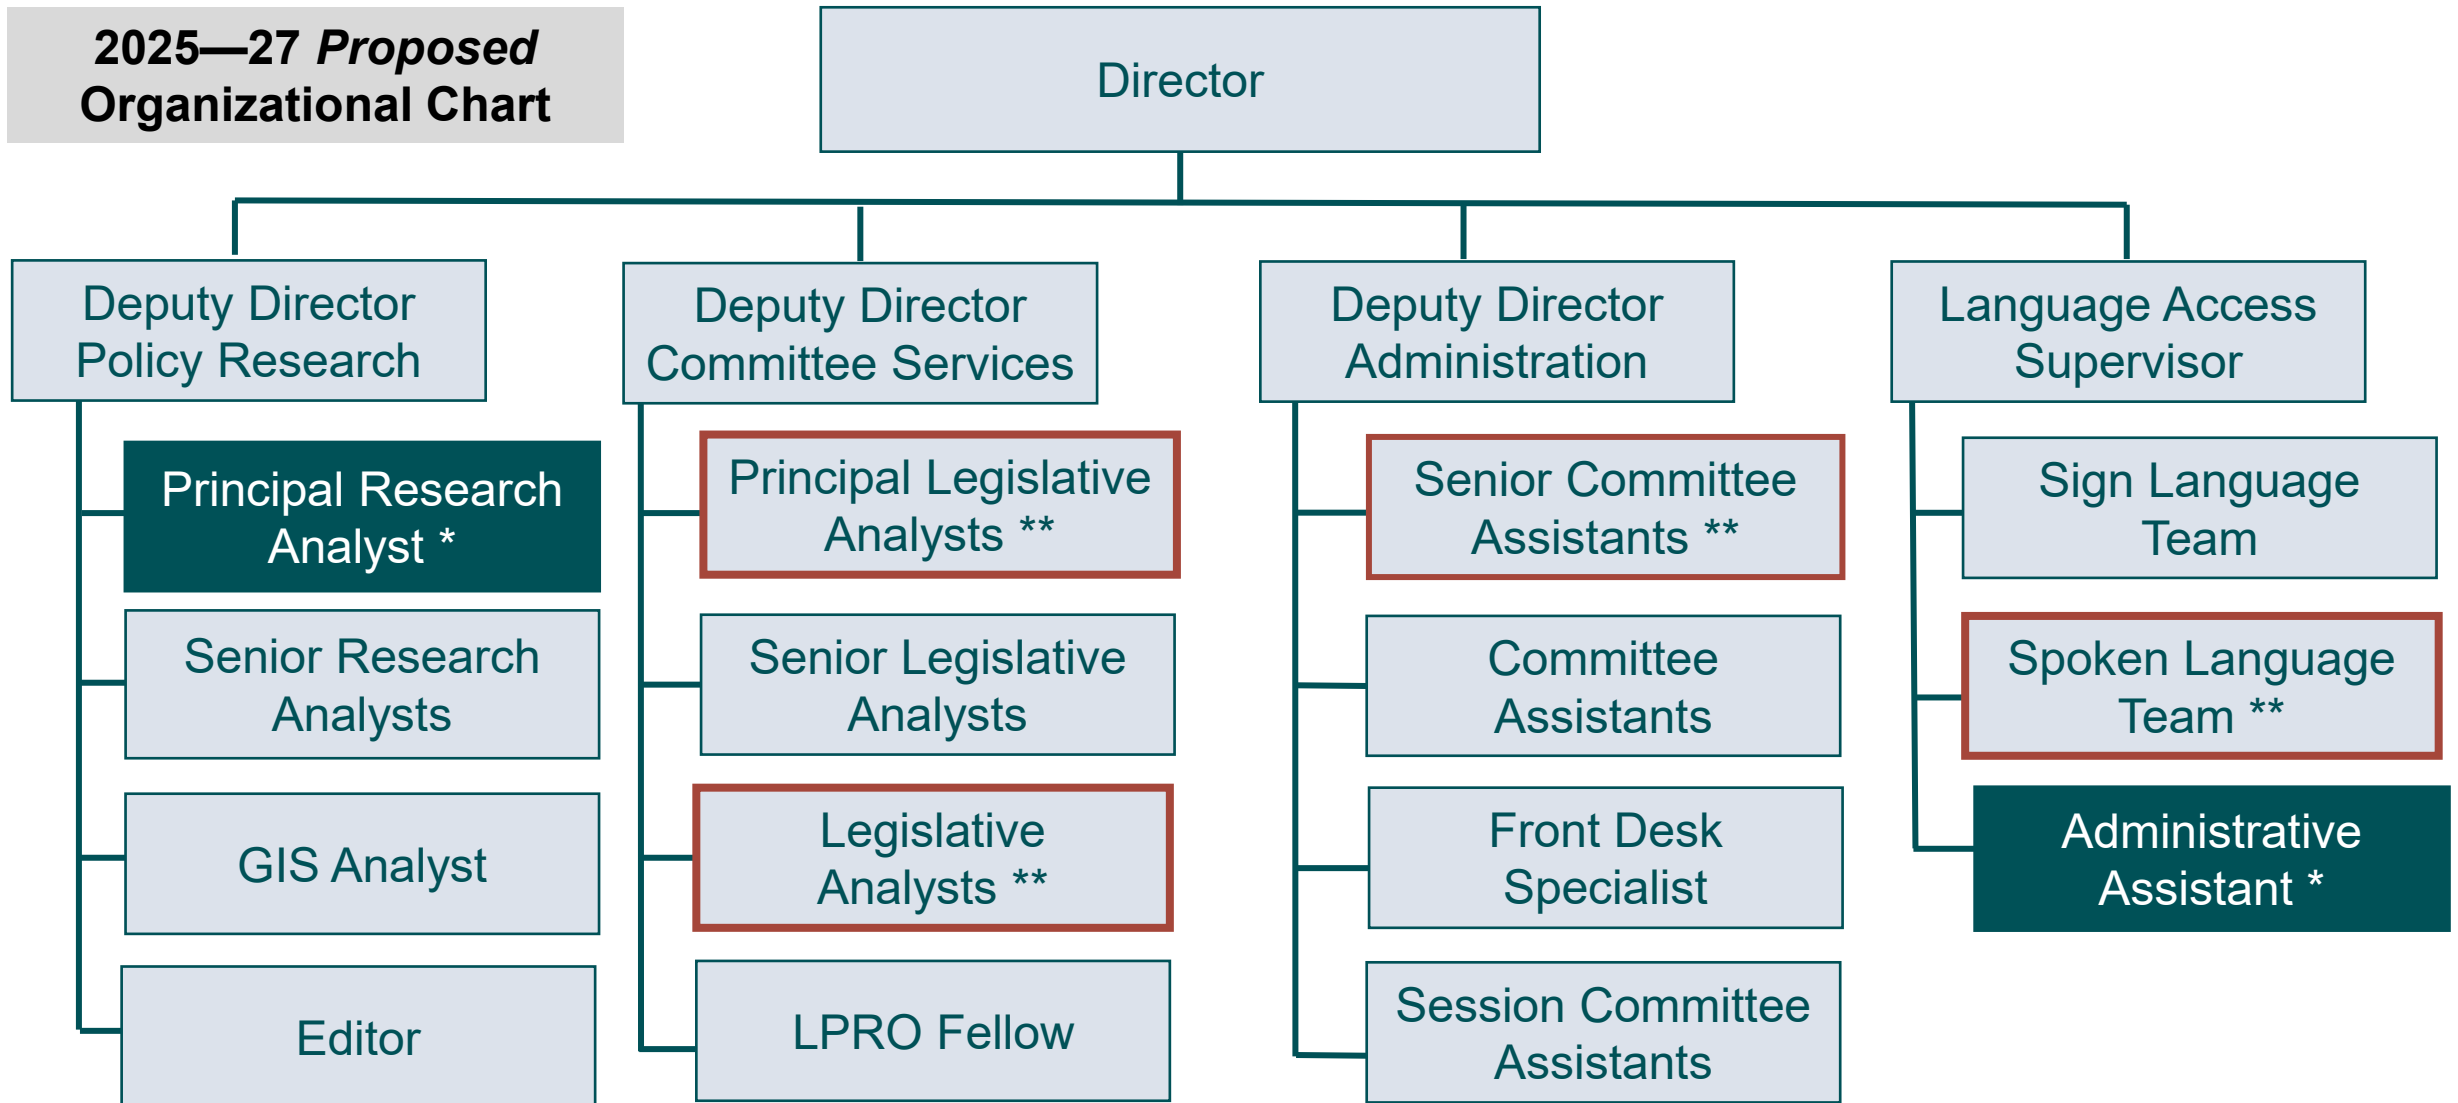 2025—27 Proposed
Organizational Chart
Director
Deputy Director
Policy Research
Principal Research
Analyst *
Senior Research
Analysts
GIS Analyst
Editor
Deputy Director
Committee Services
Principal Legislative
Analysts **
Senior Legislative
Analysts
Legislative
Analysts **
LPRO Fellow
Deputy Director
Administration
Senior Committee
Assistants **
Committee
Assistants
Front Desk
Specialist
Session Committee
Assistants
Language Access
Supervisor
Sign Language
Team
Spoken Language
Team **
Administrative
Assistant *